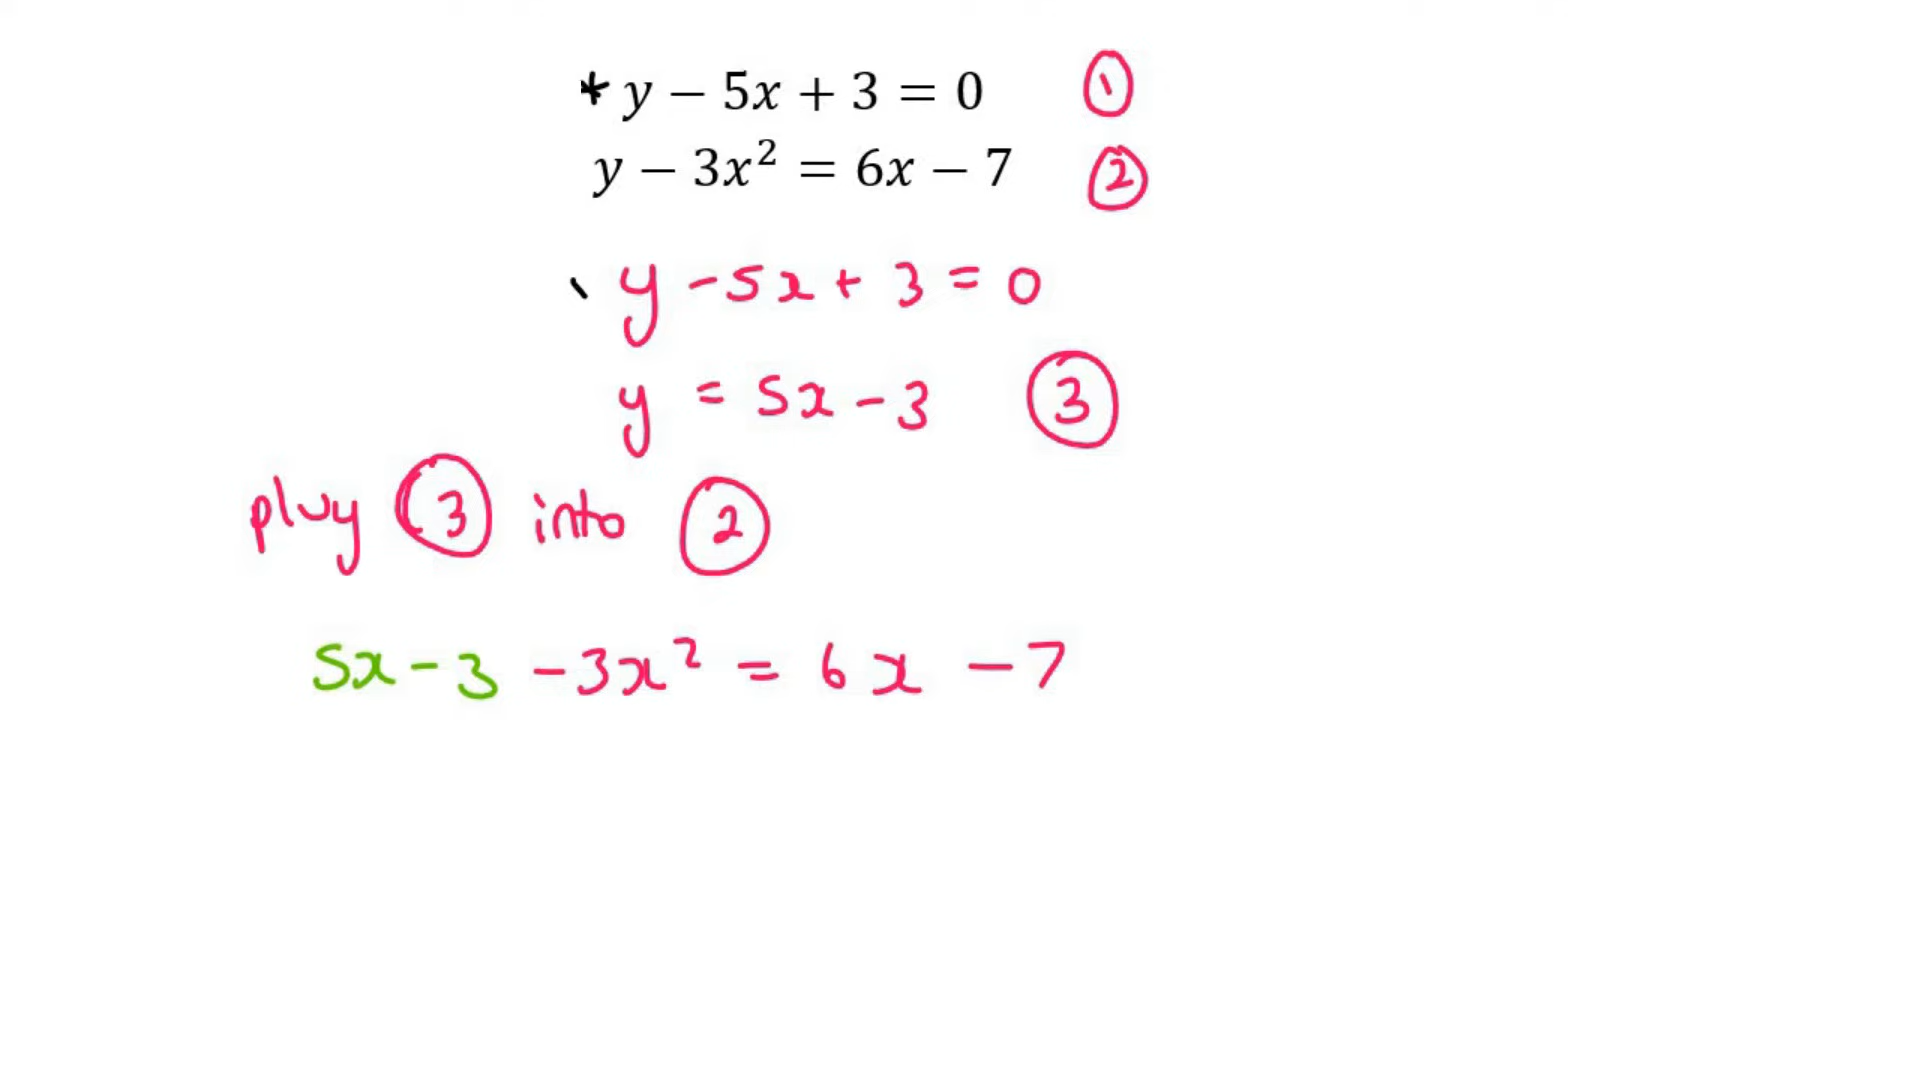 * y − 5x + 3 = 0 ①
y − 3x² = 6x − 7 ②
y - 5x + 3 = 0
y = 5x - 3 ③
plug ③ into ②
5x - 3 - 3x² = 6x - 7